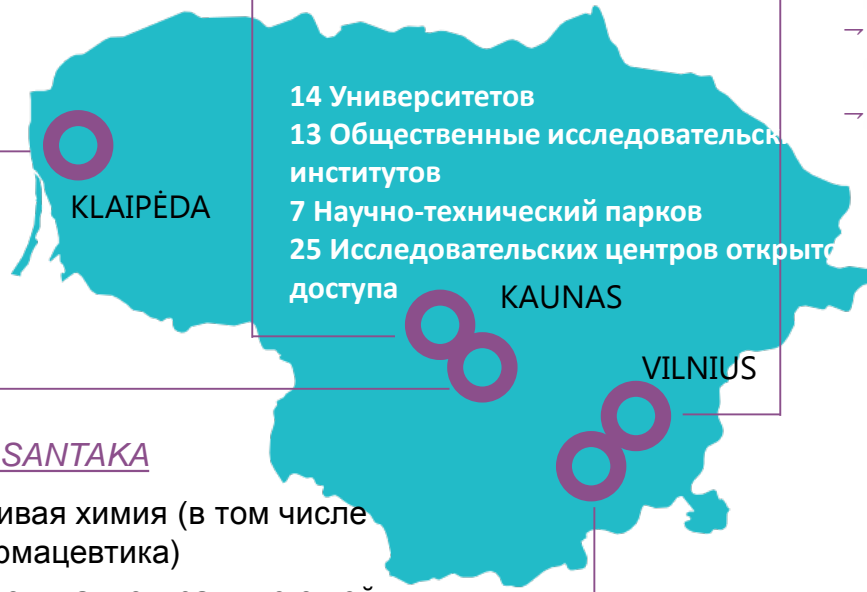 14 Университетов
13 Общественные исследовательск
институтов
7 Научно-технический парков
25 Исследовательских центров открыто
доступа
KLAIPĖDA
KAUNAS
VILNIUS
SANTAKA
ивая химия (в том числе
рмацевтика)